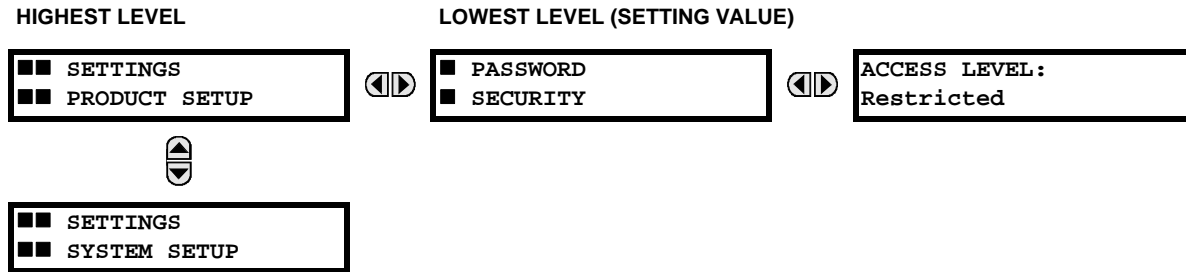 HIGHEST LEVEL
LOWEST LEVEL (SETTING VALUE)
■■ SETTINGS
■■ PRODUCT SETUP
■ PASSWORD
■ SECURITY
ACCESS LEVEL:
Restricted
■■ SETTINGS
■■ SYSTEM SETUP